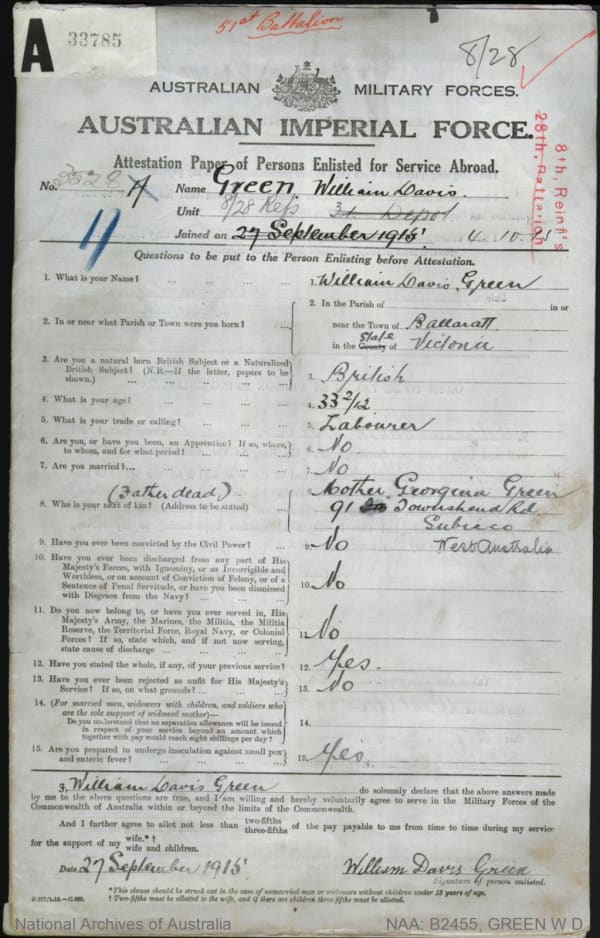 51st Battalion
A 33785
8/28
AUSTRALIAN MILITARY FORCES.
AUSTRALIAN IMPERIAL FORCE.
8th, Reinf's
28th, Battalion
Attestation Paper of Persons Enlisted for Service Abroad.
No. 3528 A Name Green William Davis.
11 Unit 8/28 Refs 31. Depot
Joined on 27 September 1915 4.10.15
Questions to be put to the Person Enlisting before Attestation.
1. What is your Name? ... ... ... ... 1. William Davis Green
2. In or near what Parish or Town were you born? ... 2. In the Parish of in or
near the Town of Ballaratt
in the County of State Victoria
3. Are you a natural born British Subject or a Naturalized
British Subject? (N.B.—If the latter, papers to be
shown.) ... ... ... ... 3. British
4. What is your age? ... ... ... ... 4. 33 2/12
5. What is your trade or calling? ... ... ... 5. Labourer
6. Are you, or have you been, an Apprentice? If so, where,
to whom, and for what period? ... ... ... 6. No.
7. Are you married? ... ... ... ... 7. No
(Father dead)
8. Who is your next of kin? (Address to be stated) ... 8. Mother Georgina Green
91 Townshend Rd
Subiaco
West Australia
9. Have you ever been convicted by the Civil Power? ... 9. No
10. Have you ever been discharged from any part of His
Majesty's Forces, with Ignominy, or as Incorrigible and
Worthless, or on account of Conviction of Felony, or of a
Sentence of Penal Servitude, or have you been dismissed
with Disgrace from the Navy? ... ... ... 10. No
11. Do you now belong to, or have you ever served in, His
Majesty's Army, the Marines, the Militia, the Militia
Reserve, the Territorial Force, Royal Navy, or Colonial
Forces? If so, state which, and if not now serving,
state cause of discharge ... ... ... ... 11. No
12. Have you stated the whole, if any, of your previous service? 12. Yes.
13. Have you ever been rejected as unfit for His Majesty's
Service? If so, on what grounds? ... ... ... 13. No
14. (For married men, widowers with children, and soldiers who
are the sole support of widowed mother)—
Do you understand that no separation allowance will be issued
in respect of your service beyond an amount which
together with pay would reach eight shillings per day? 14.
15. Are you prepared to undergo inoculation against small pox
and enteric fever? ... ... ... ... 15. Yes.
I, William Davis Green do solemnly declare that the above answers made
by me to the above questions are true, and I am willing and hereby voluntarily agree to serve in the Military Forces of the
Commonwealth of Australia within or beyond the limits of the Commonwealth.
And I further agree to allot not less than two-fifths three-fifths of the pay payable to me from time to time during my service
for the support of my wife.*† wife and children.
Date 27 September 1915 William Davis Green
Signature of person enlisted.
*This clause should be struck out in the case of unmarried men or widowers without children under 18 years of age.
† Two-fifths must be allotted to the wife, and if there are children three-fifths must be allotted.
National Archives of Australia NAA: B2455, GREEN W D